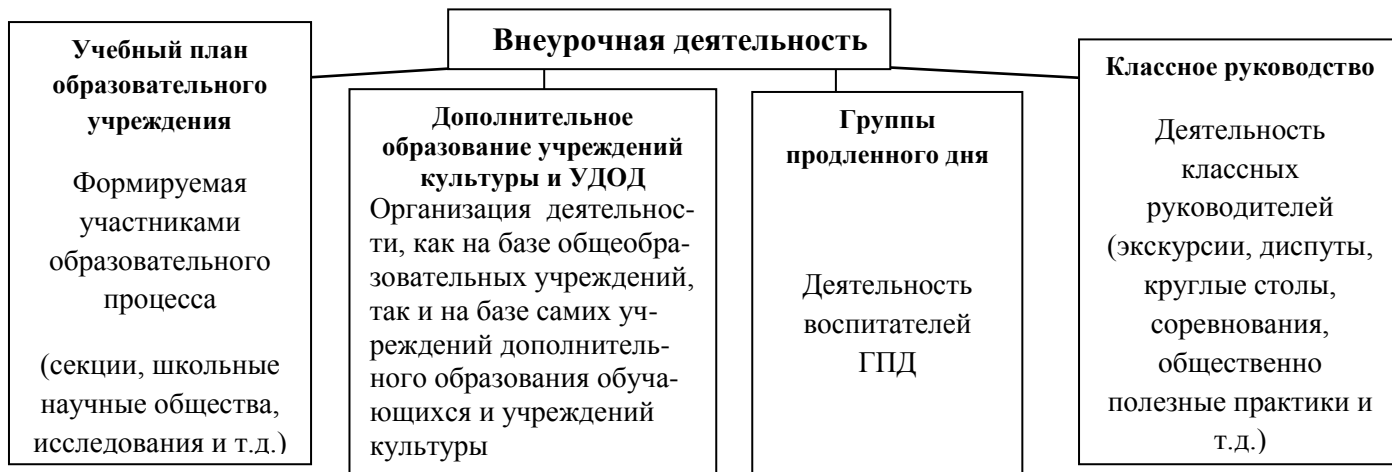 Внеурочная деятельность
Учебный план
образовательного
учреждения
Формируемая
участниками
образовательного
процесса
(секции, школьные
научные общества,
исследования и т.д.)
Дополнительное
образование учреждений
культуры и УДОД
Организация деятельнос-
ти, как на базе общеобра-
зовательных учреждений,
так и на базе самих уч-
реждений дополнитель-
ного образования обуча-
ющихся и учреждений
культуры
Группы
продленного дня
Деятельность
воспитателей
ГПД
Классное руководство
Деятельность
классных
руководителей
(экскурсии, диспуты,
круглые столы,
соревнования,
общественно
полезные практики и
т.д.)